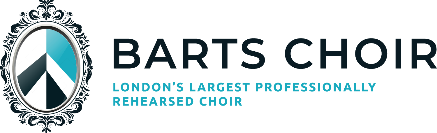 BARTS CHOIR
LONDON'S LARGEST PROFESSIONALLY
REHEARSED CHOIR